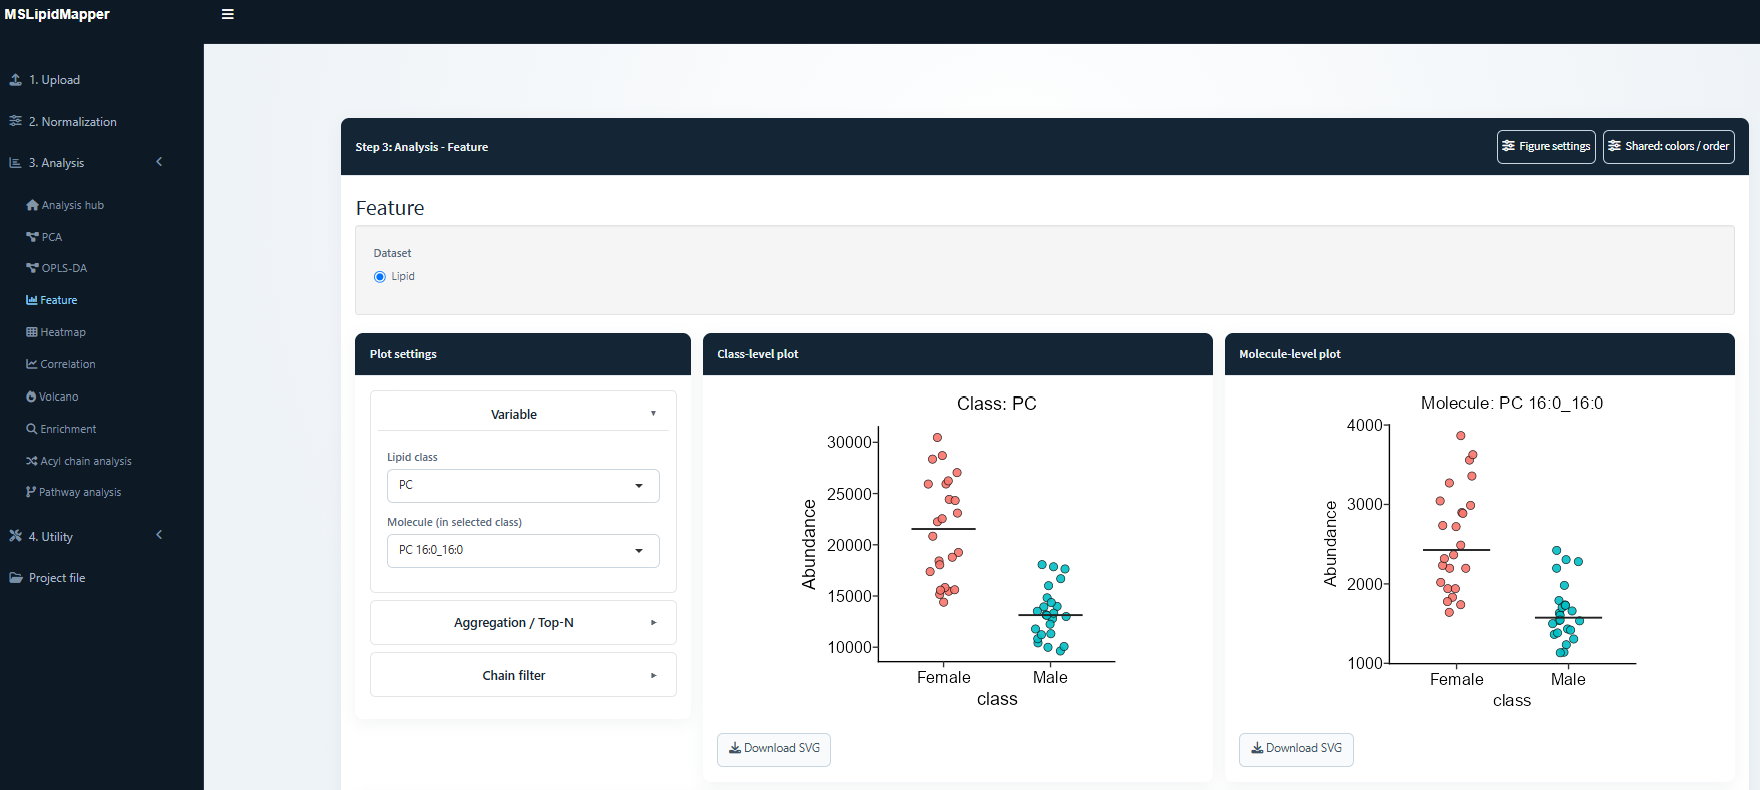 MSLipidMapper
1. Upload
2. Normalization
3. Analysis
Analysis hub
PCA
OPLS-DA
Feature
Heatmap
Correlation
Volcano
Enrichment
Acyl chain analysis
Pathway analysis
4. Utility
Project file
Step 3: Analysis - Feature
Figure settings
Shared: colors / order
Feature
Dataset
Lipid
Plot settings
Variable
Lipid class
PC
Molecule (in selected class)
PC 16:0_16:0
Aggregation / Top-N
Chain filter
Class-level plot
Class: PC
Abundance
30000
25000
20000
15000
10000
Female
Male
class
Download SVG
Molecule-level plot
Molecule: PC 16:0_16:0
Abundance
4000
3000
2000
1000
Female
Male
class
Download SVG